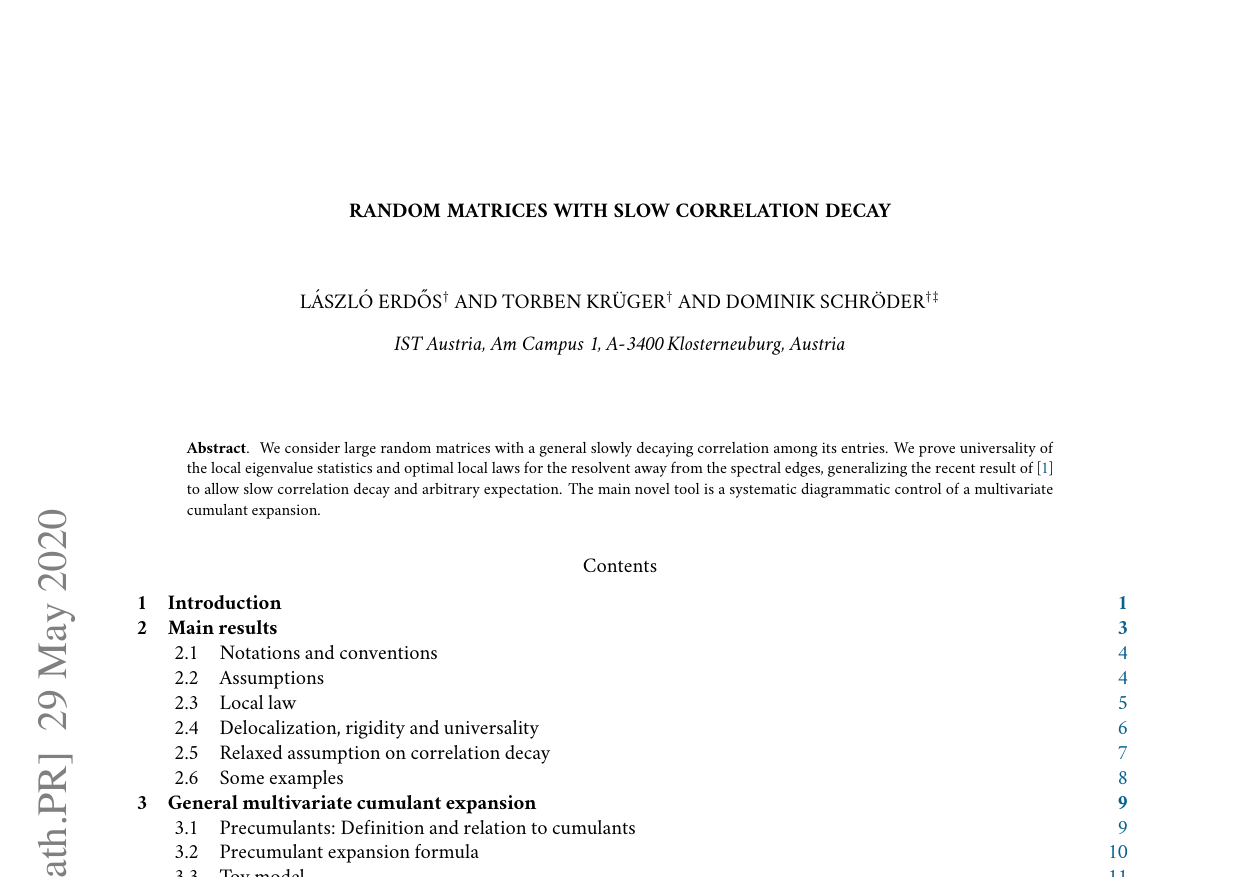 RANDOM MATRICES WITH SLOW CORRELATION DECAY
LÁSZLÓ ERDŐS† AND TORBEN KRÜGER† AND DOMINIK SCHRÖDER†‡
IST Austria, Am Campus 1, A-3400 Klosterneuburg, Austria
Abstract. We consider large random matrices with a general slowly decaying correlation among its entries. We prove universality of
the local eigenvalue statistics and optimal local laws for the resolvent away from the spectral edges, generalizing the recent result of [1]
to allow slow correlation decay and arbitrary expectation. The main novel tool is a systematic diagrammatic control of a multivariate
cumulant expansion.
Contents
1 Introduction 1
2 Main results 3
2.1 Notations and conventions 4
2.2 Assumptions 4
2.3 Local law 5
2.4 Delocalization, rigidity and universality 6
2.5 Relaxed assumption on correlation decay 7
2.6 Some examples 8
3 General multivariate cumulant expansion 9
3.1 Precumulants: Definition and relation to cumulants 9
3.2 Precumulant expansion formula 10
3.3 Toy model 11
ath.PR] 29 May 2020